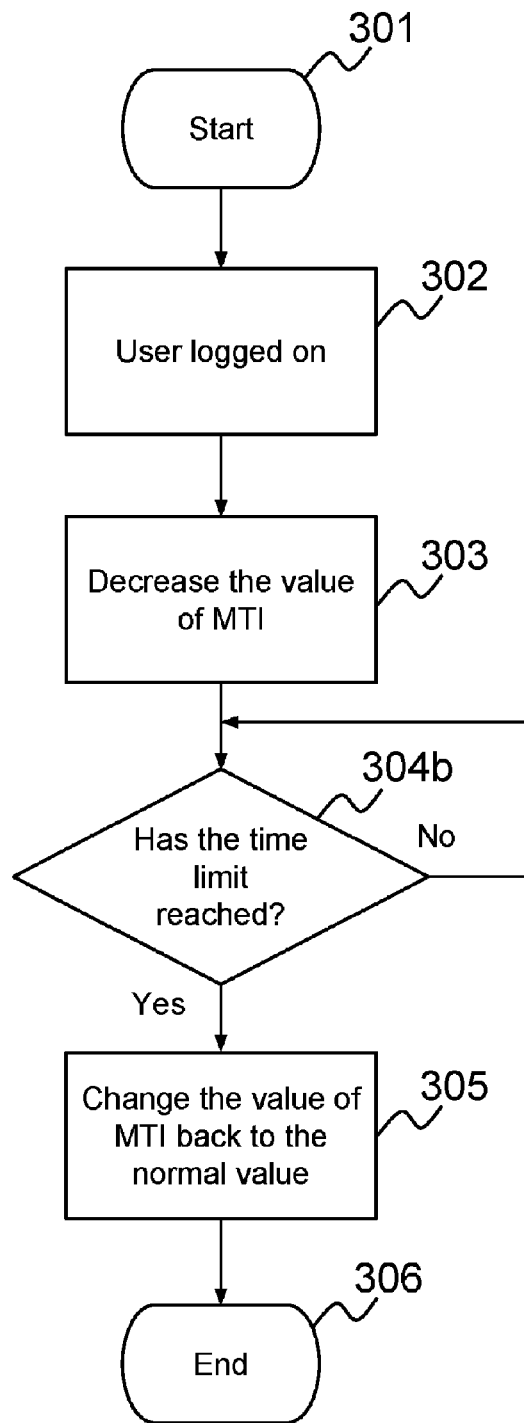 301
Start
302
User logged on
303
Decrease the value
of MTI
304b
Has the time
limit
reached?
No
Yes
305
Change the value of
MTI back to the
normal value
306
End